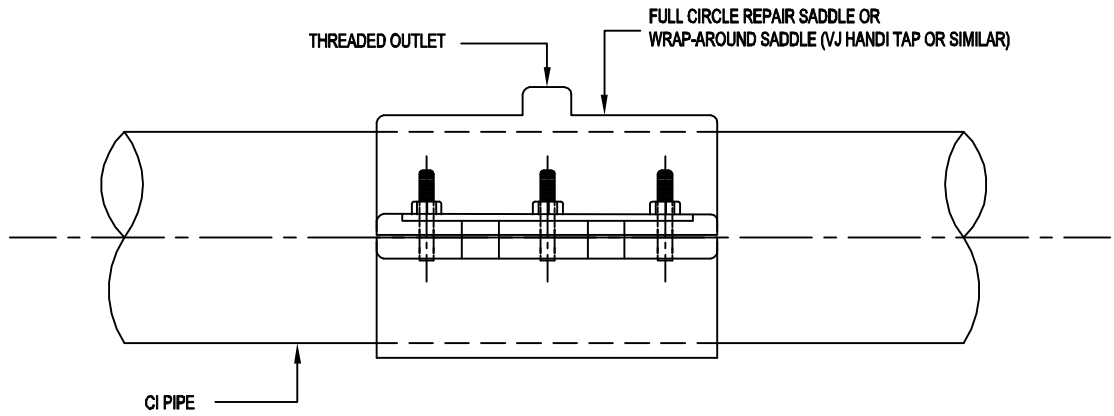 FULL CIRCLE REPAIR SADDLE OR
WRAP-AROUND SADDLE (VJ HANDI TAP OR SIMILAR)
THREADED OUTLET
CI PIPE